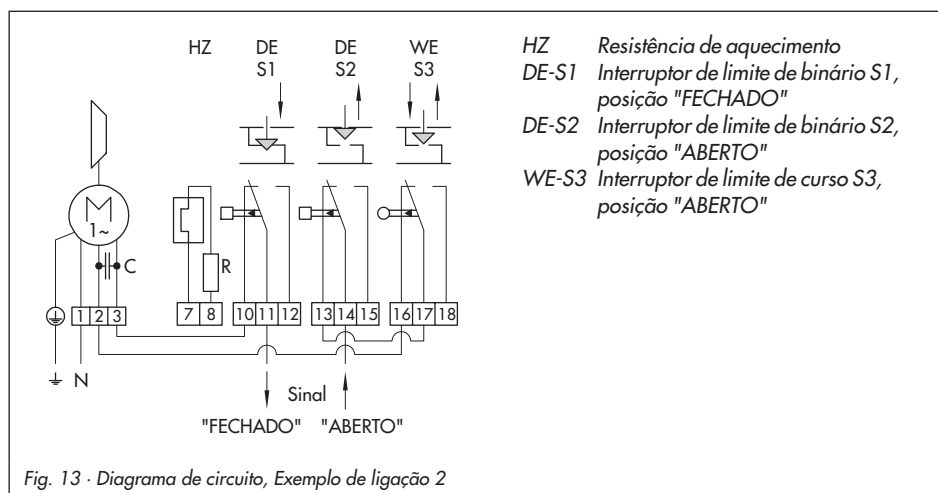 HZ DE DE WE
S1 S2 S3
HZ Resistência de aquecimento
DE-S1 Interruptor de limite de binário S1,
posição "FECHADO"
DE-S2 Interruptor de limite de binário S2,
posição "ABERTO"
WE-S3 Interruptor de limite de curso S3,
posição "ABERTO"
M
1~
C
R
1 2 3 7 8 10 11 12 13 14 15 16 17 18
N
Sinal
"FECHADO" "ABERTO"
Fig. 13 · Diagrama de circuito, Exemplo de ligação 2